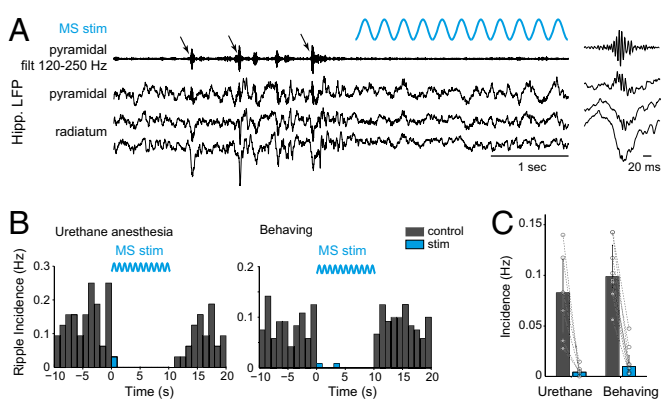 A
MS stim
pyramidal
filt 120-250 Hz
Hipp. LFP
pyramidal
radiatum
1 sec
20 ms
B
Urethane anesthesia
MS stim
Behaving
MS stim
control
stim
Ripple Incidence (Hz)
0.3
0.2
0.1
0
−10 −5 0 5 10 15 20
Time (s)
0.2
0.1
0
−10 −5 0 5 10 15 20
Time (s)
C
Incidence (Hz)
0.15
0.1
0.05
0
Urethane Behaving